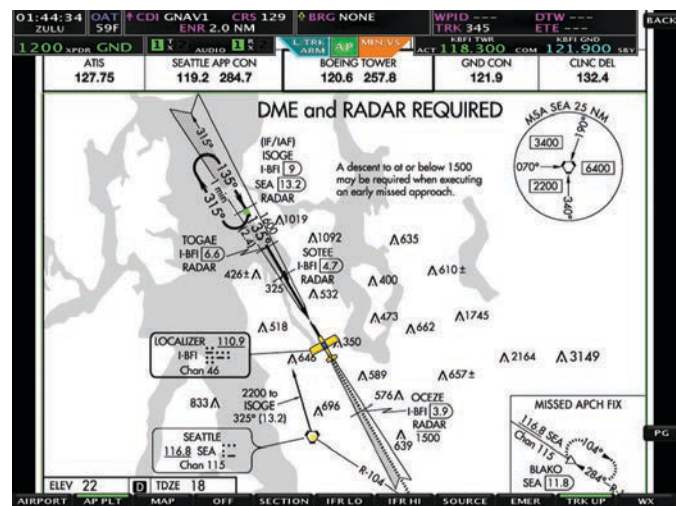 01:44:34 OAT CDI GNAV1 CRS 129 BRG NONE WPID --- DTW ---
ZULU 59F ENR 2.0 NM TRK 345 ETE ---
BACK
1200 XPDR GND 1 AUDIO 1 L.TRK ARM AP MIN:VS ACT KBFI TWR 118.300 COM KBFI GND 121.900 SBY
ATIS SEATTLE APP CON BOEING TOWER GND CON CLNC DEL
127.75 119.2 284.7 120.6 257.8 121.9 132.4
DME and RADAR REQUIRED
MSA SEA 25 NM
190°
3400
070°
6400
2200
340°
315°
135°
1 min
315°
(IF/IAF)
ISOGE
I-BFI 9
SEA 13.2
RADAR
A descent to at or below 1500
may be required when executing
an early missed approach.
1019
TOGAE
I-BFI 6.6
RADAR
1092
635
SOTEE
I-BFI 4.7
RADAR
426±
325
532
400
610±
473
662
1745
518
LOCALIZER 110.9
I-BFI
Chan 46
350
646
589
657±
2164
3149
2200 to
ISOGE
325° (13.2)
833
696
576
OCEZE
I-BFI 3.9
RADAR
1500
639
SEATTLE
116.8 SEA
Chan 115
R-104
MISSED APCH FIX
116.8 SEA
Chan 115
104°
284°
BLAKO
SEA 11.8
PG
ELEV 22 D TDZE 18
AIRPORT AP PLT MAP OFF SECTION IFR LO IFR HI SOURCE EMER TRK UP WX